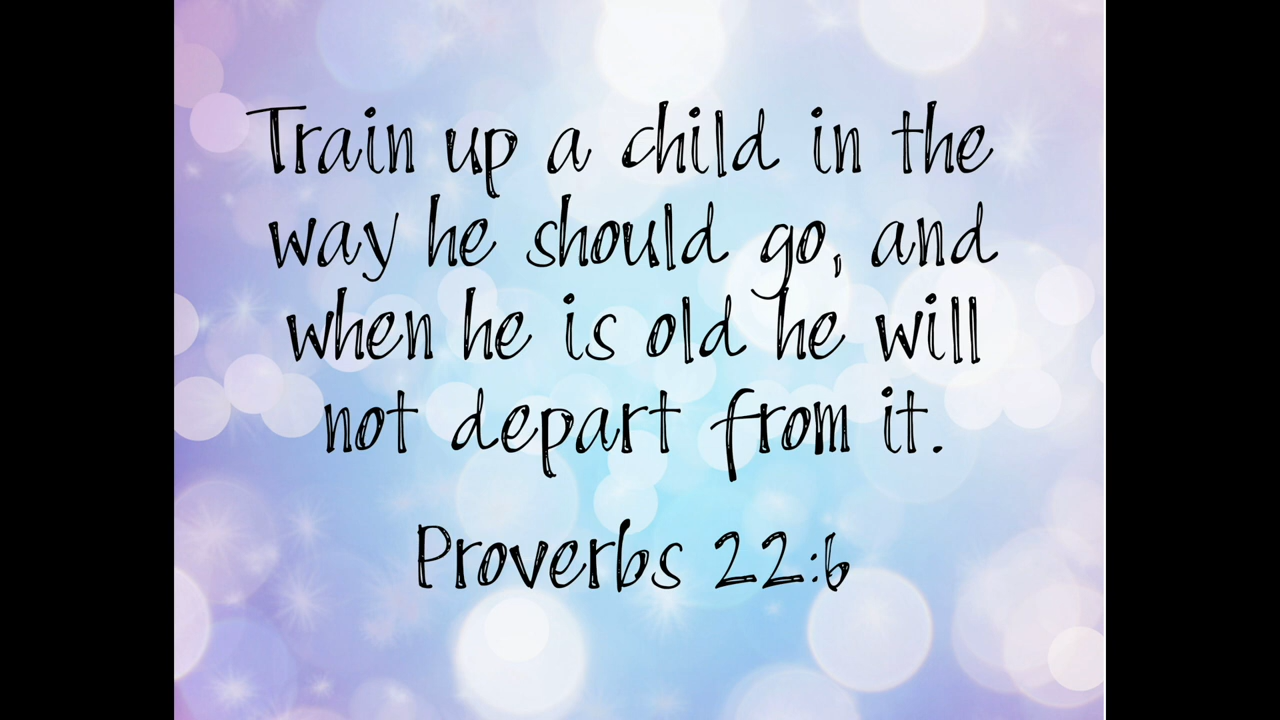 Train up a child in the
way he should go, and
when he is old he will
not depart from it.
Proverbs 22:6